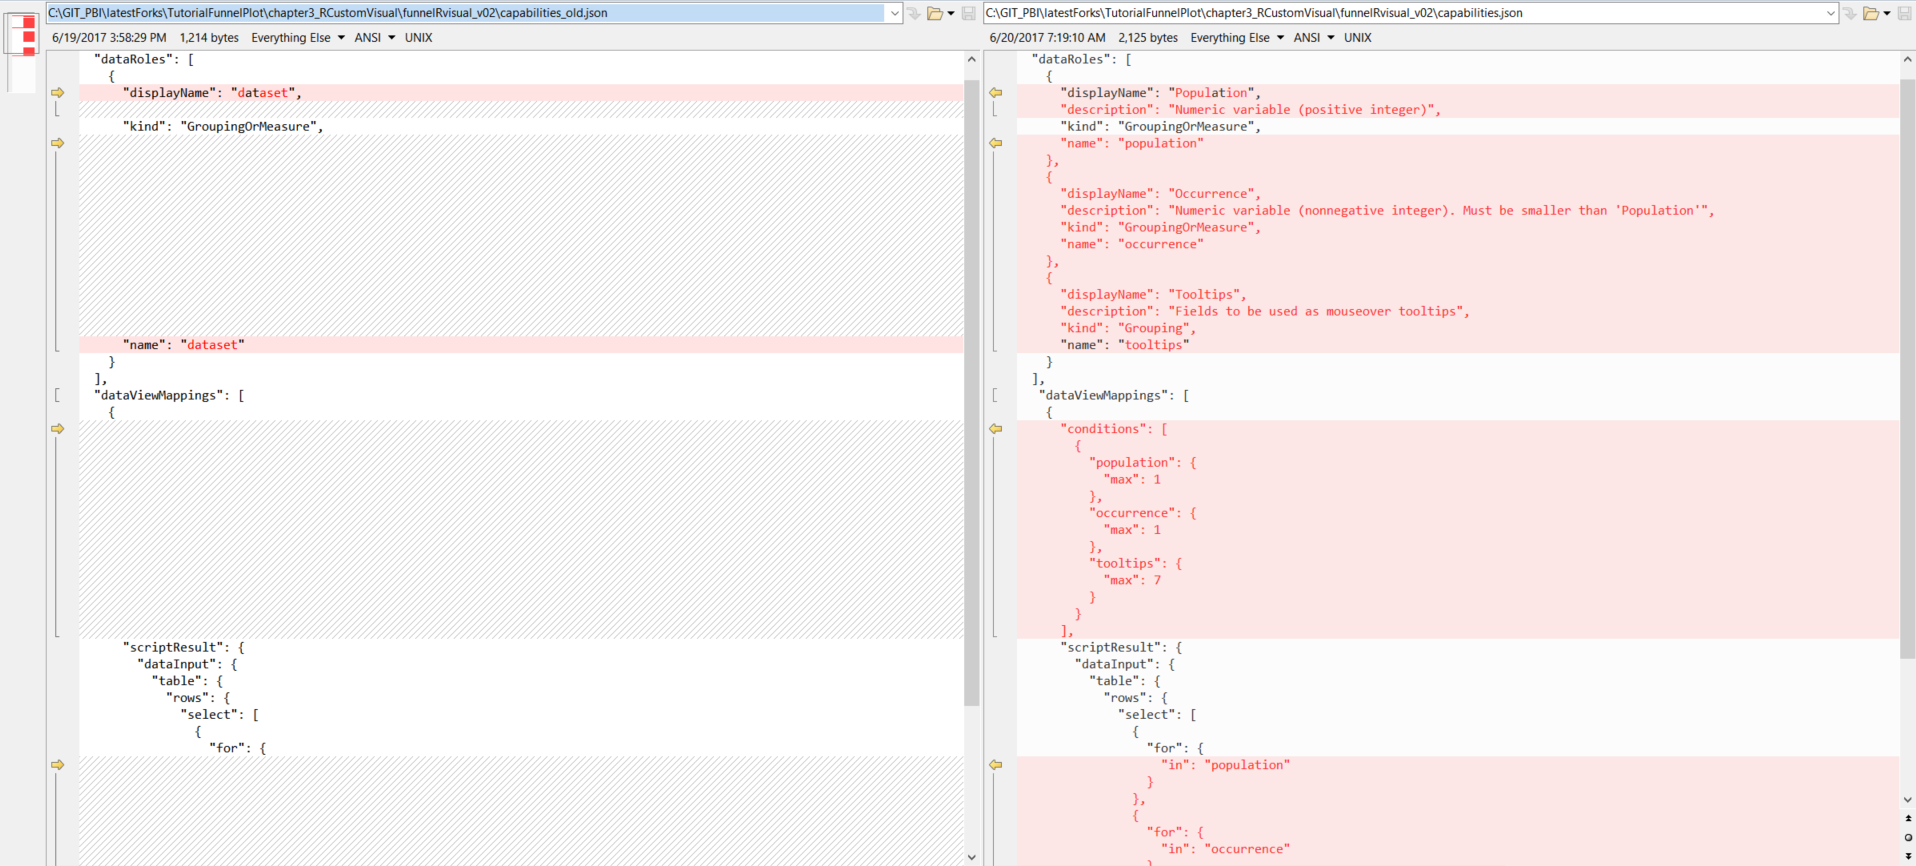 C:\GIT_PBI\latestForks\TutorialFunnelPlot\chapter3_RCustomVisual\funnelRvisual_v02\capabilities_old.json
6/19/2017 3:58:29 PM 1,214 bytes Everything Else ANSI UNIX
"dataRoles": [
{
"displayName": "dataset",
"kind": "GroupingOrMeasure",
"name": "dataset"
}
],
"dataViewMappings": [
{
"scriptResult": {
"dataInput": {
"table": {
"rows": {
"select": [
{
"for": {
C:\GIT_PBI\latestForks\TutorialFunnelPlot\chapter3_RCustomVisual\funnelRvisual_v02\capabilities.json
6/20/2017 7:19:10 AM 2,125 bytes Everything Else ANSI UNIX
"dataRoles": [
{
"displayName": "Population",
"description": "Numeric variable (positive integer)",
"kind": "GroupingOrMeasure",
"name": "population"
},
{
"displayName": "Occurrence",
"description": "Numeric variable (nonnegative integer). Must be smaller than 'Population'",
"kind": "GroupingOrMeasure",
"name": "occurrence"
},
{
"displayName": "Tooltips",
"description": "Fields to be used as mouseover tooltips",
"kind": "Grouping",
"name": "tooltips"
}
],
"dataViewMappings": [
{
"conditions": [
{
"population": {
"max": 1
},
"occurrence": {
"max": 1
},
"tooltips": {
"max": 7
}
}
],
"scriptResult": {
"dataInput": {
"table": {
"rows": {
"select": [
{
"for": {
"in": "population"
}
},
{
"for": {
"in": "occurrence"
}